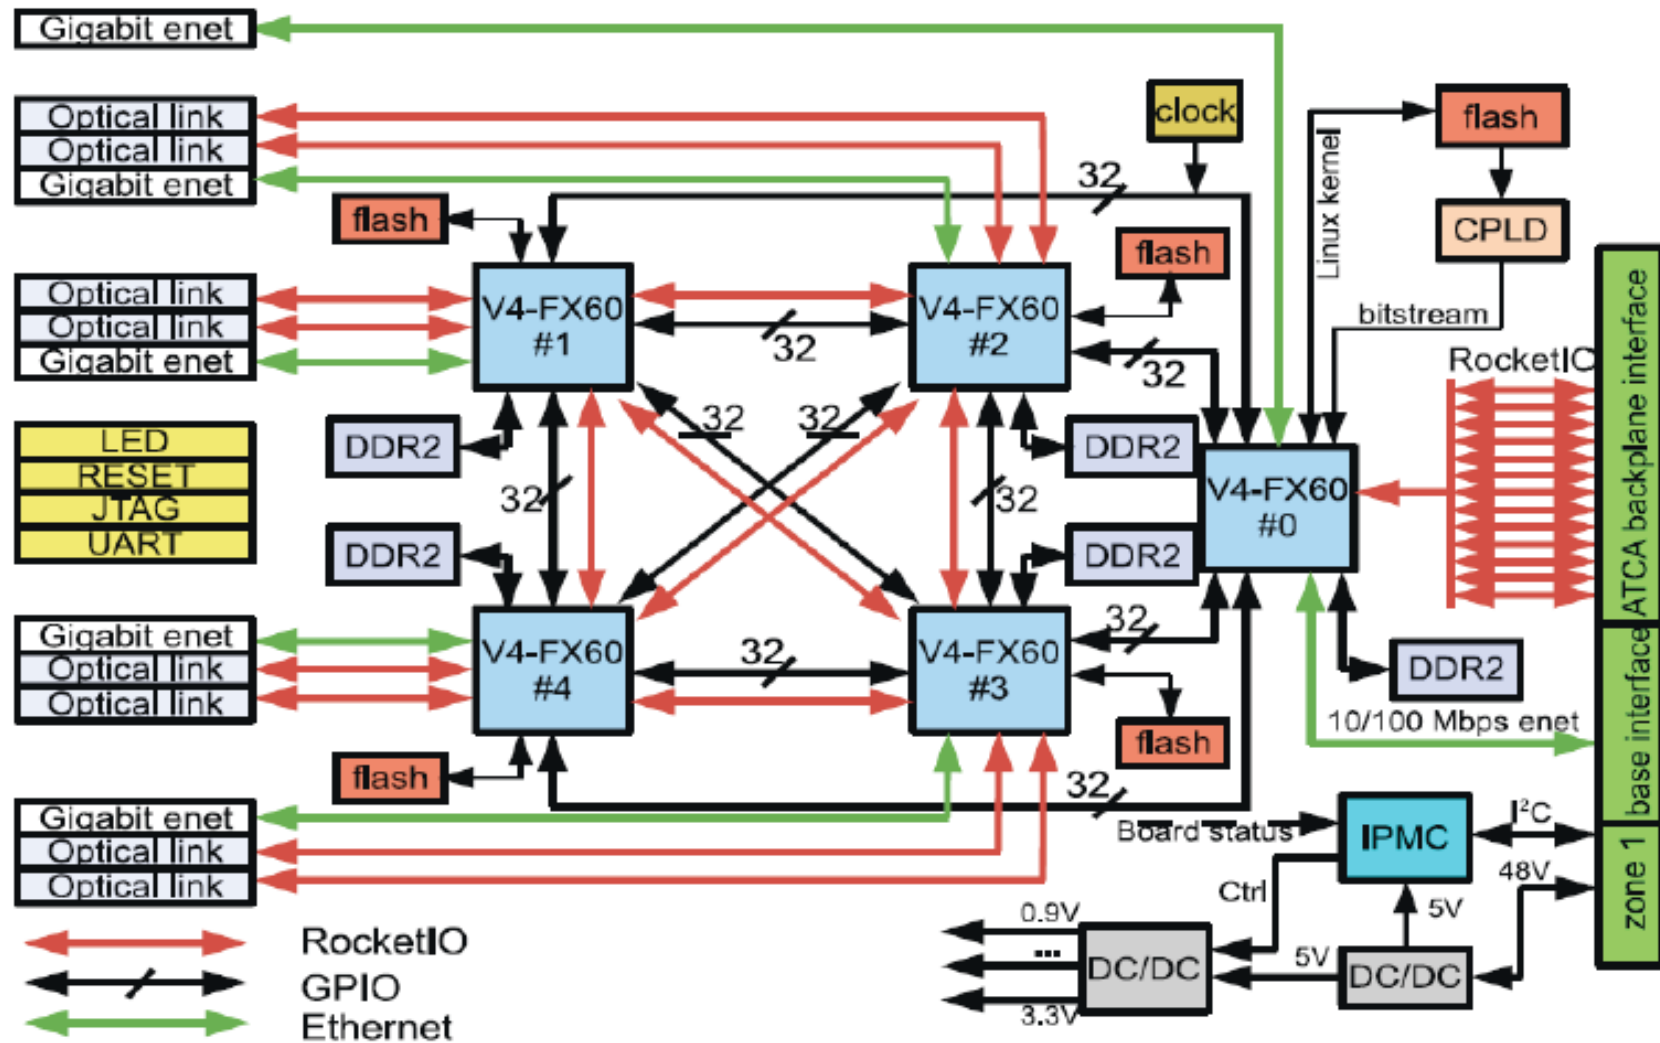 Gigabit enet
Optical link
Optical link
Gigabit enet
clock
flash
Linux kernel
CPLD
bitstream
32
flash
flash
Optical link
Optical link
Gigabit enet
V4-FX60
#1
V4-FX60
#2
32
32
RocketIO
ATCA backplane interface
LED
RESET
JTAG
UART
DDR2
32
32
DDR2
V4-FX60
#0
32
32
DDR2
DDR2
Gigabit enet
Optical link
Optical link
V4-FX60
#4
32
V4-FX60
#3
32
DDR2
10/100 Mbps enet
base interface
flash
flash
32
Gigabit enet
Optical link
Optical link
Board status
IPMC
I²C
zone 1
48V
Ctrl
5V
0.9V
...
3.3V
DC/DC
5V
DC/DC
RocketIO
GPIO
Ethernet